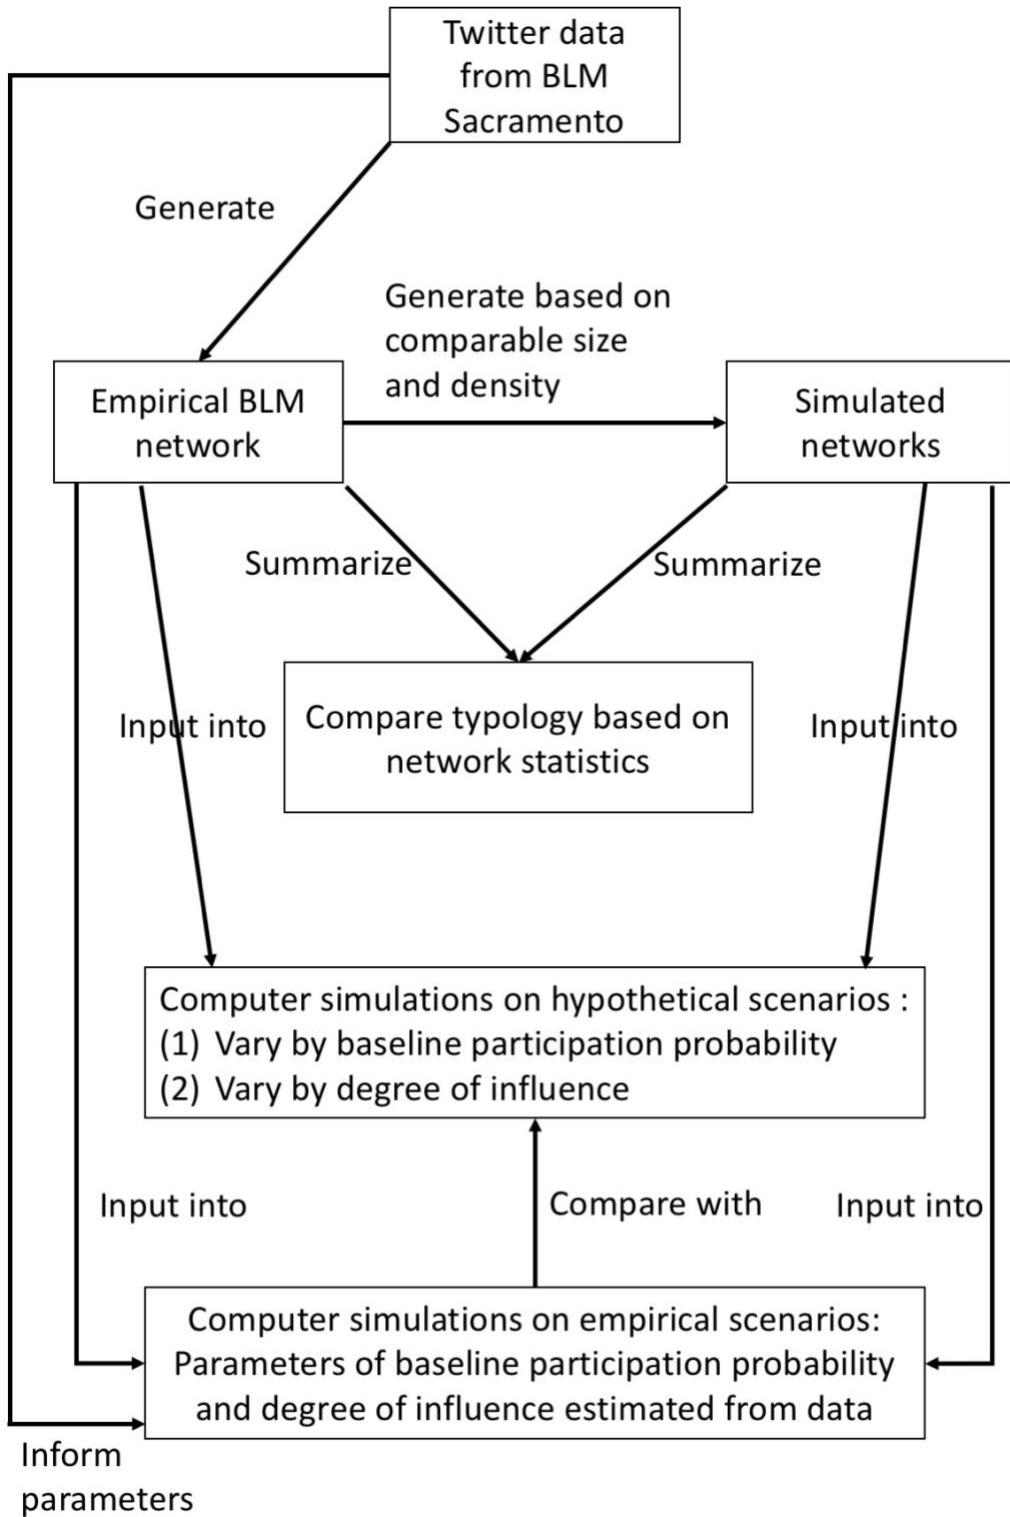 Twitter data
from BLM
Sacramento
Generate
Generate based on
comparable size
and density
Empirical BLM
network
Simulated
networks
Summarize
Summarize
Compare typology based on
network statistics
Input into
Input into
Computer simulations on hypothetical scenarios :
(1) Vary by baseline participation probability
(2) Vary by degree of influence
Input into
Compare with
Input into
Computer simulations on empirical scenarios:
Parameters of baseline participation probability
and degree of influence estimated from data
Inform
parameters